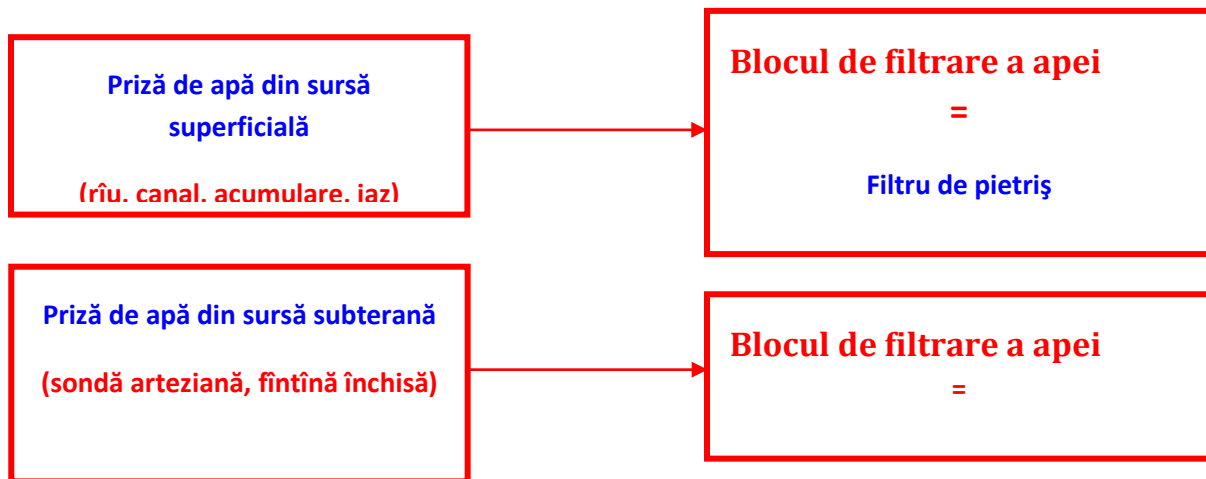 Priză de apă din sursă
superficială
(rîu, canal, acumulare, iaz)
Blocul de filtrare a apei
=
Filtru de pietriş
Priză de apă din sursă subterană
(sondă arteziană, fîntînă închisă)
Blocul de filtrare a apei
=